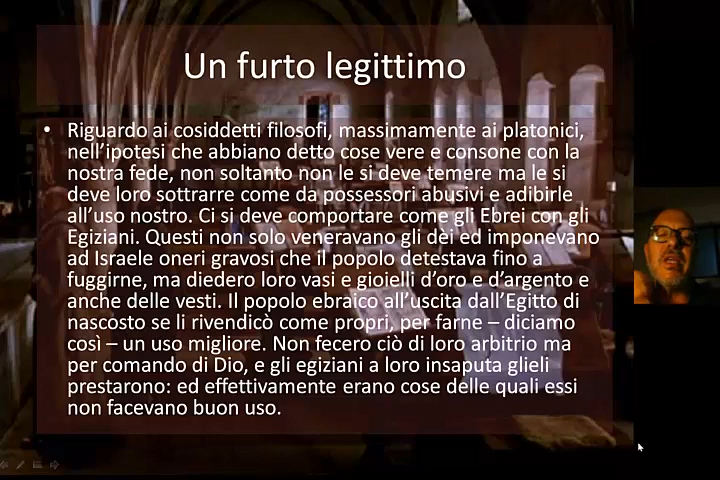 Un furto legittimo
• Riguardo ai cosiddetti filosofi, massimamente ai platonici,
nell’ipotesi che abbiano detto cose vere e consone con la
nostra fede, non soltanto non le si deve temere ma le si
deve loro sottrarre come da possessori abusivi e adibirle
all’uso nostro. Ci si deve comportare come gli Ebrei con gli
Egiziani. Questi non solo veneravano gli dèi ed imponevano
ad Israele oneri gravosi che il popolo detestava fino a
fuggirne, ma diedero loro vasi e gioielli d’oro e d’argento e
anche delle vesti. Il popolo ebraico all’uscita dall’Egitto di
nascosto se li rivendicò come propri, per farne – diciamo
così – un uso migliore. Non fecero ciò di loro arbitrio ma
per comando di Dio, e gli egiziani a loro insaputa glieli
prestarono: ed effettivamente erano cose delle quali essi
non facevano buon uso.